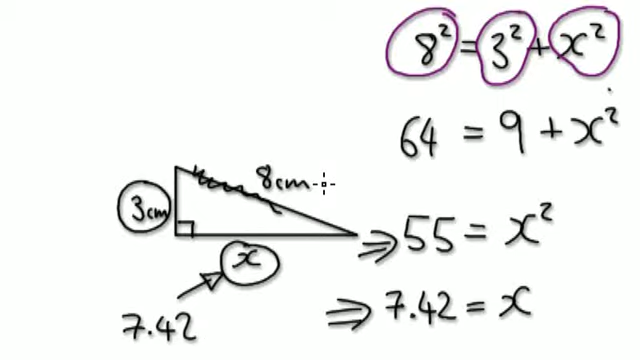 8² = 3² + x²
64 = 9 + x²
8cm
3cm
x
⇒ 55 = x²
⇒ 7.42 = x
7.42